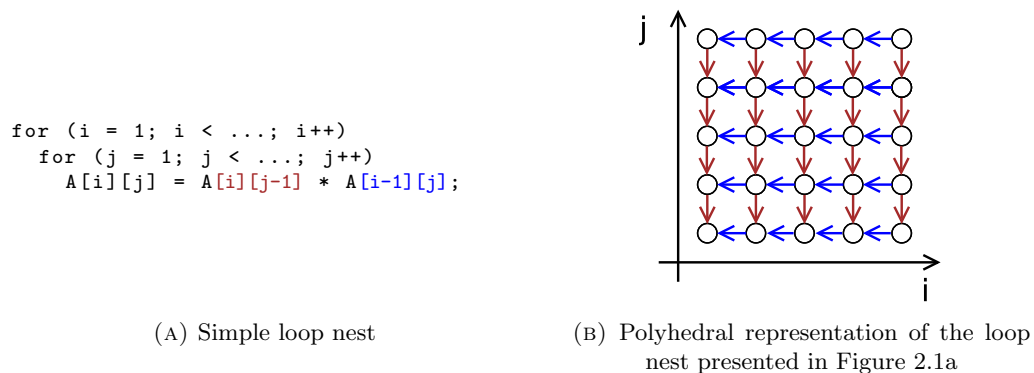 for (i = 1; i < ...; i++)
for (j = 1; j < ...; j++)
A[i][j] = A[i][j-1] * A[i-1][j];
(A) Simple loop nest
j
i
(B) Polyhedral representation of the loop
nest presented in Figure 2.1a